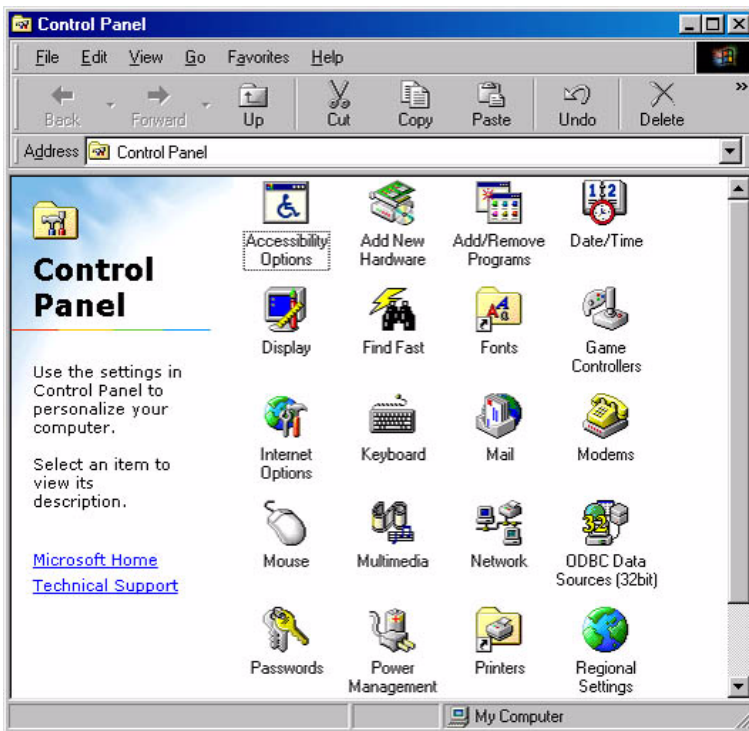 Control Panel
File Edit View Go Favorites Help
Back Forward Up Cut Copy Paste Undo Delete »
Address Control Panel
Control
Panel
Use the settings in
Control Panel to
personalize your
computer.
Select an item to
view its
description.
Microsoft Home
Technical Support
Accessibility
Options
Add New
Hardware
Add/Remove
Programs
Date/Time
Display
Find Fast
Fonts
Game
Controllers
Internet
Options
Keyboard
Mail
Modems
Mouse
Multimedia
Network
ODBC Data
Sources (32bit)
Passwords
Power
Management
Printers
Regional
Settings
My Computer